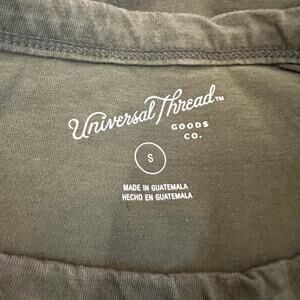 Universal Thread™
GOODS
CO.
S
MADE IN GUATEMALA
HECHO EN GUATEMALA